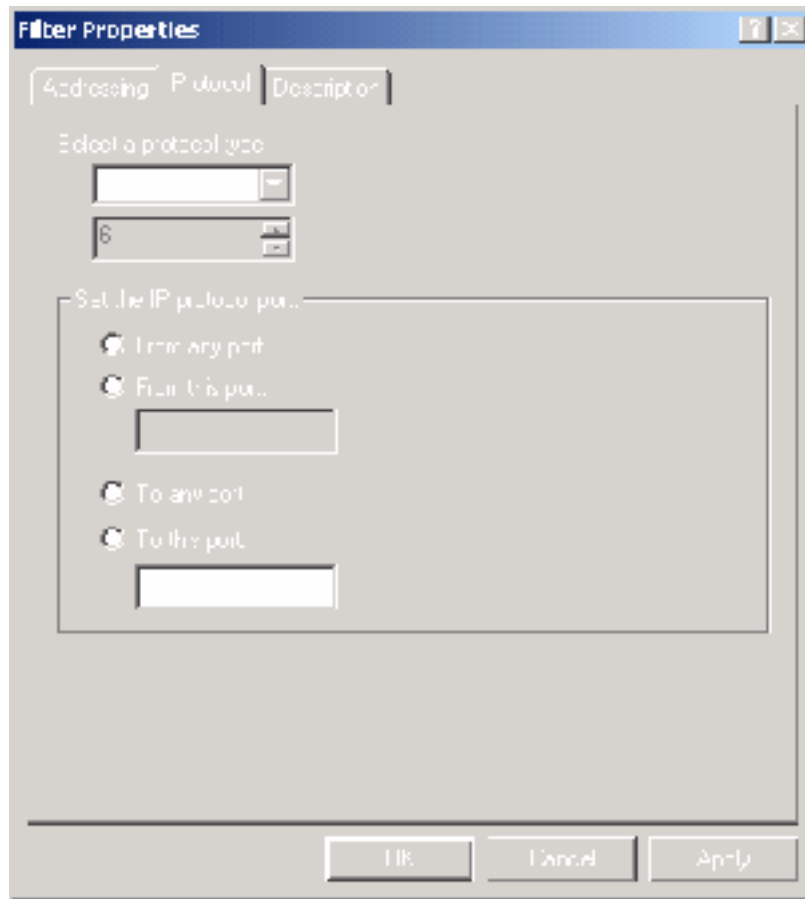 Filter Properties
Addressing Protocol Description
Select a protocol type
6
Set the IP protocol port:
From any port
From this port:
To any port
To this port:
OK Cancel Apply